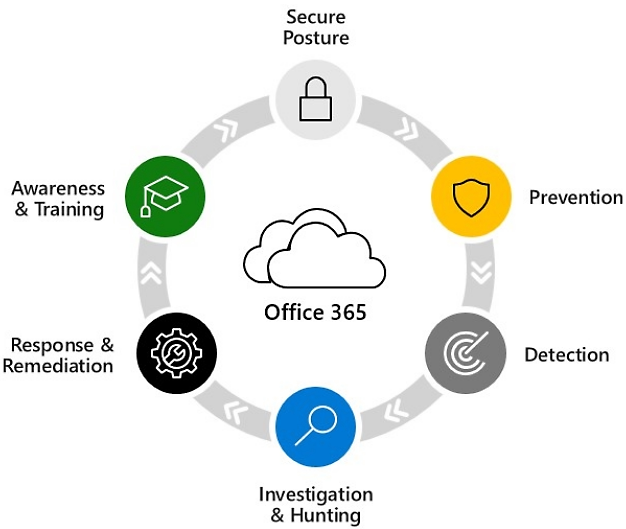 Secure
Posture
Awareness
& Training
Prevention
Office 365
Response &
Remediation
Detection
Investigation
& Hunting